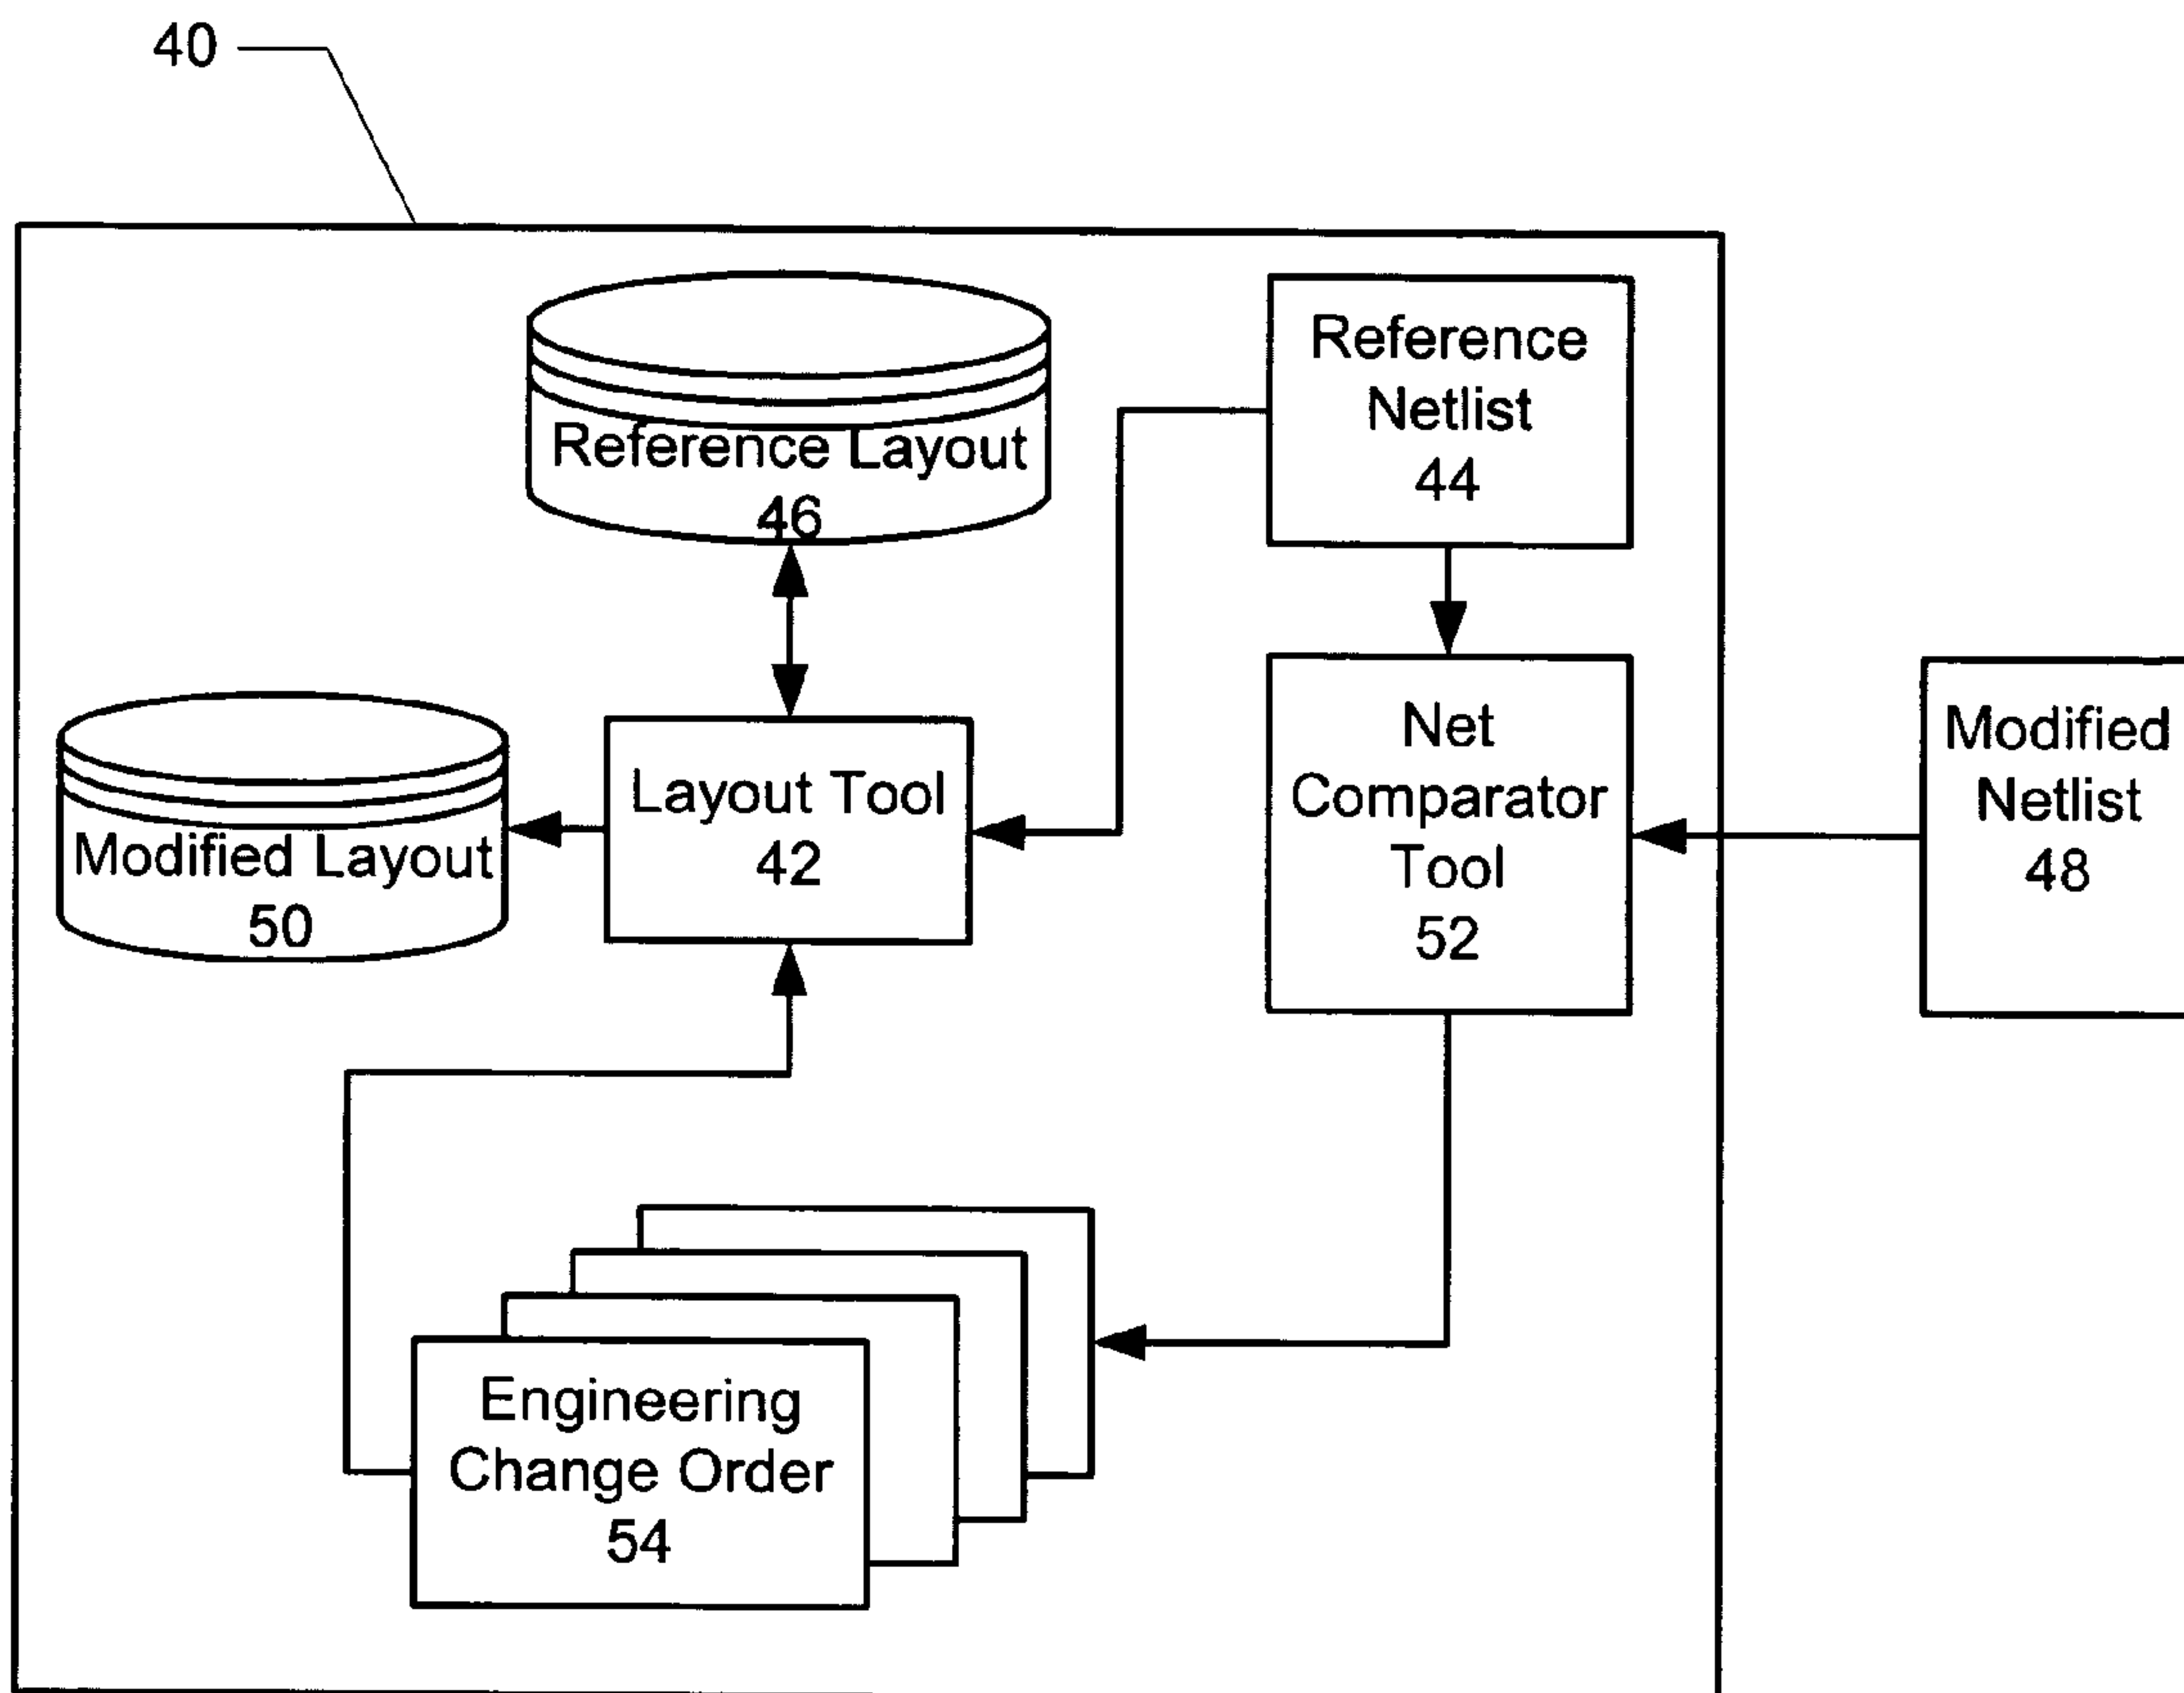 40
Reference Layout
46
Reference
Netlist
44
Modified Layout
50
Layout Tool
42
Net
Comparator
Tool
52
Modified
Netlist
48
Engineering
Change Order
54